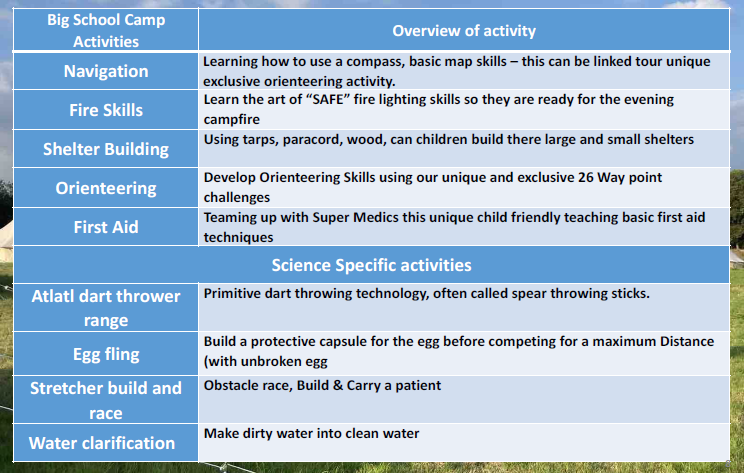 Big School Camp
Activities
Overview of activity
Navigation
Learning how to use a compass, basic map skills – this can be linked tour unique
exclusive orienteering activity.
Fire Skills
Learn the art of “SAFE” fire lighting skills so they are ready for the evening
campfire
Shelter Building
Using tarps, paracord, wood, can children build there large and small shelters
Orienteering
Develop Orienteering Skills using our unique and exclusive 26 Way point
challenges
First Aid
Teaming up with Super Medics this unique child friendly teaching basic first aid
techniques
Science Specific activities
Atlatl dart thrower
range
Primitive dart throwing technology, often called spear throwing sticks.
Egg fling
Build a protective capsule for the egg before competing for a maximum Distance
(with unbroken egg
Stretcher build and
race
Obstacle race, Build & Carry a patient
Water clarification
Make dirty water into clean water